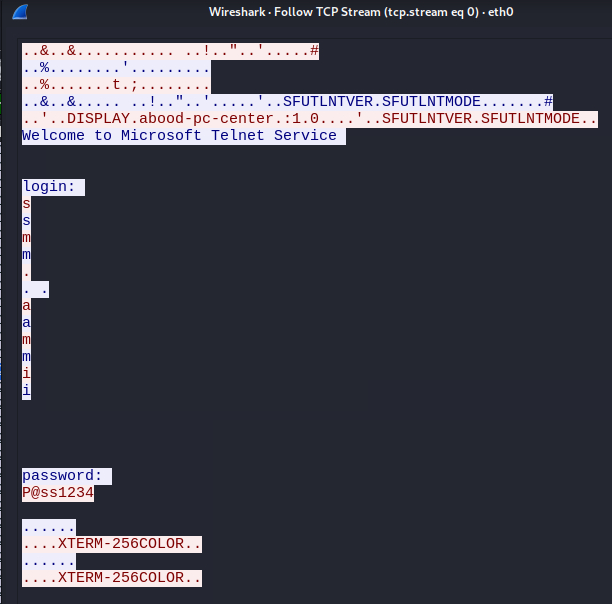 Wireshark · Follow TCP Stream (tcp.stream eq 0) · eth0
..&..&........... ..!.."..'.....#
..%........'.........
..%.......t.;........
..&..&..... ..!.."..'.....'..SFUTLNTVER.SFUTLNTMODE.......#
..'..DISPLAY.abood-pc-center.:1.0....'..SFUTLNTVER.SFUTLNTMODE..
Welcome to Microsoft Telnet Service
login:
s
s
m
m
.
. .
a
a
m
m
i
i
password:
P@ss1234
......
....XTERM-256COLOR..
......
....XTERM-256COLOR..